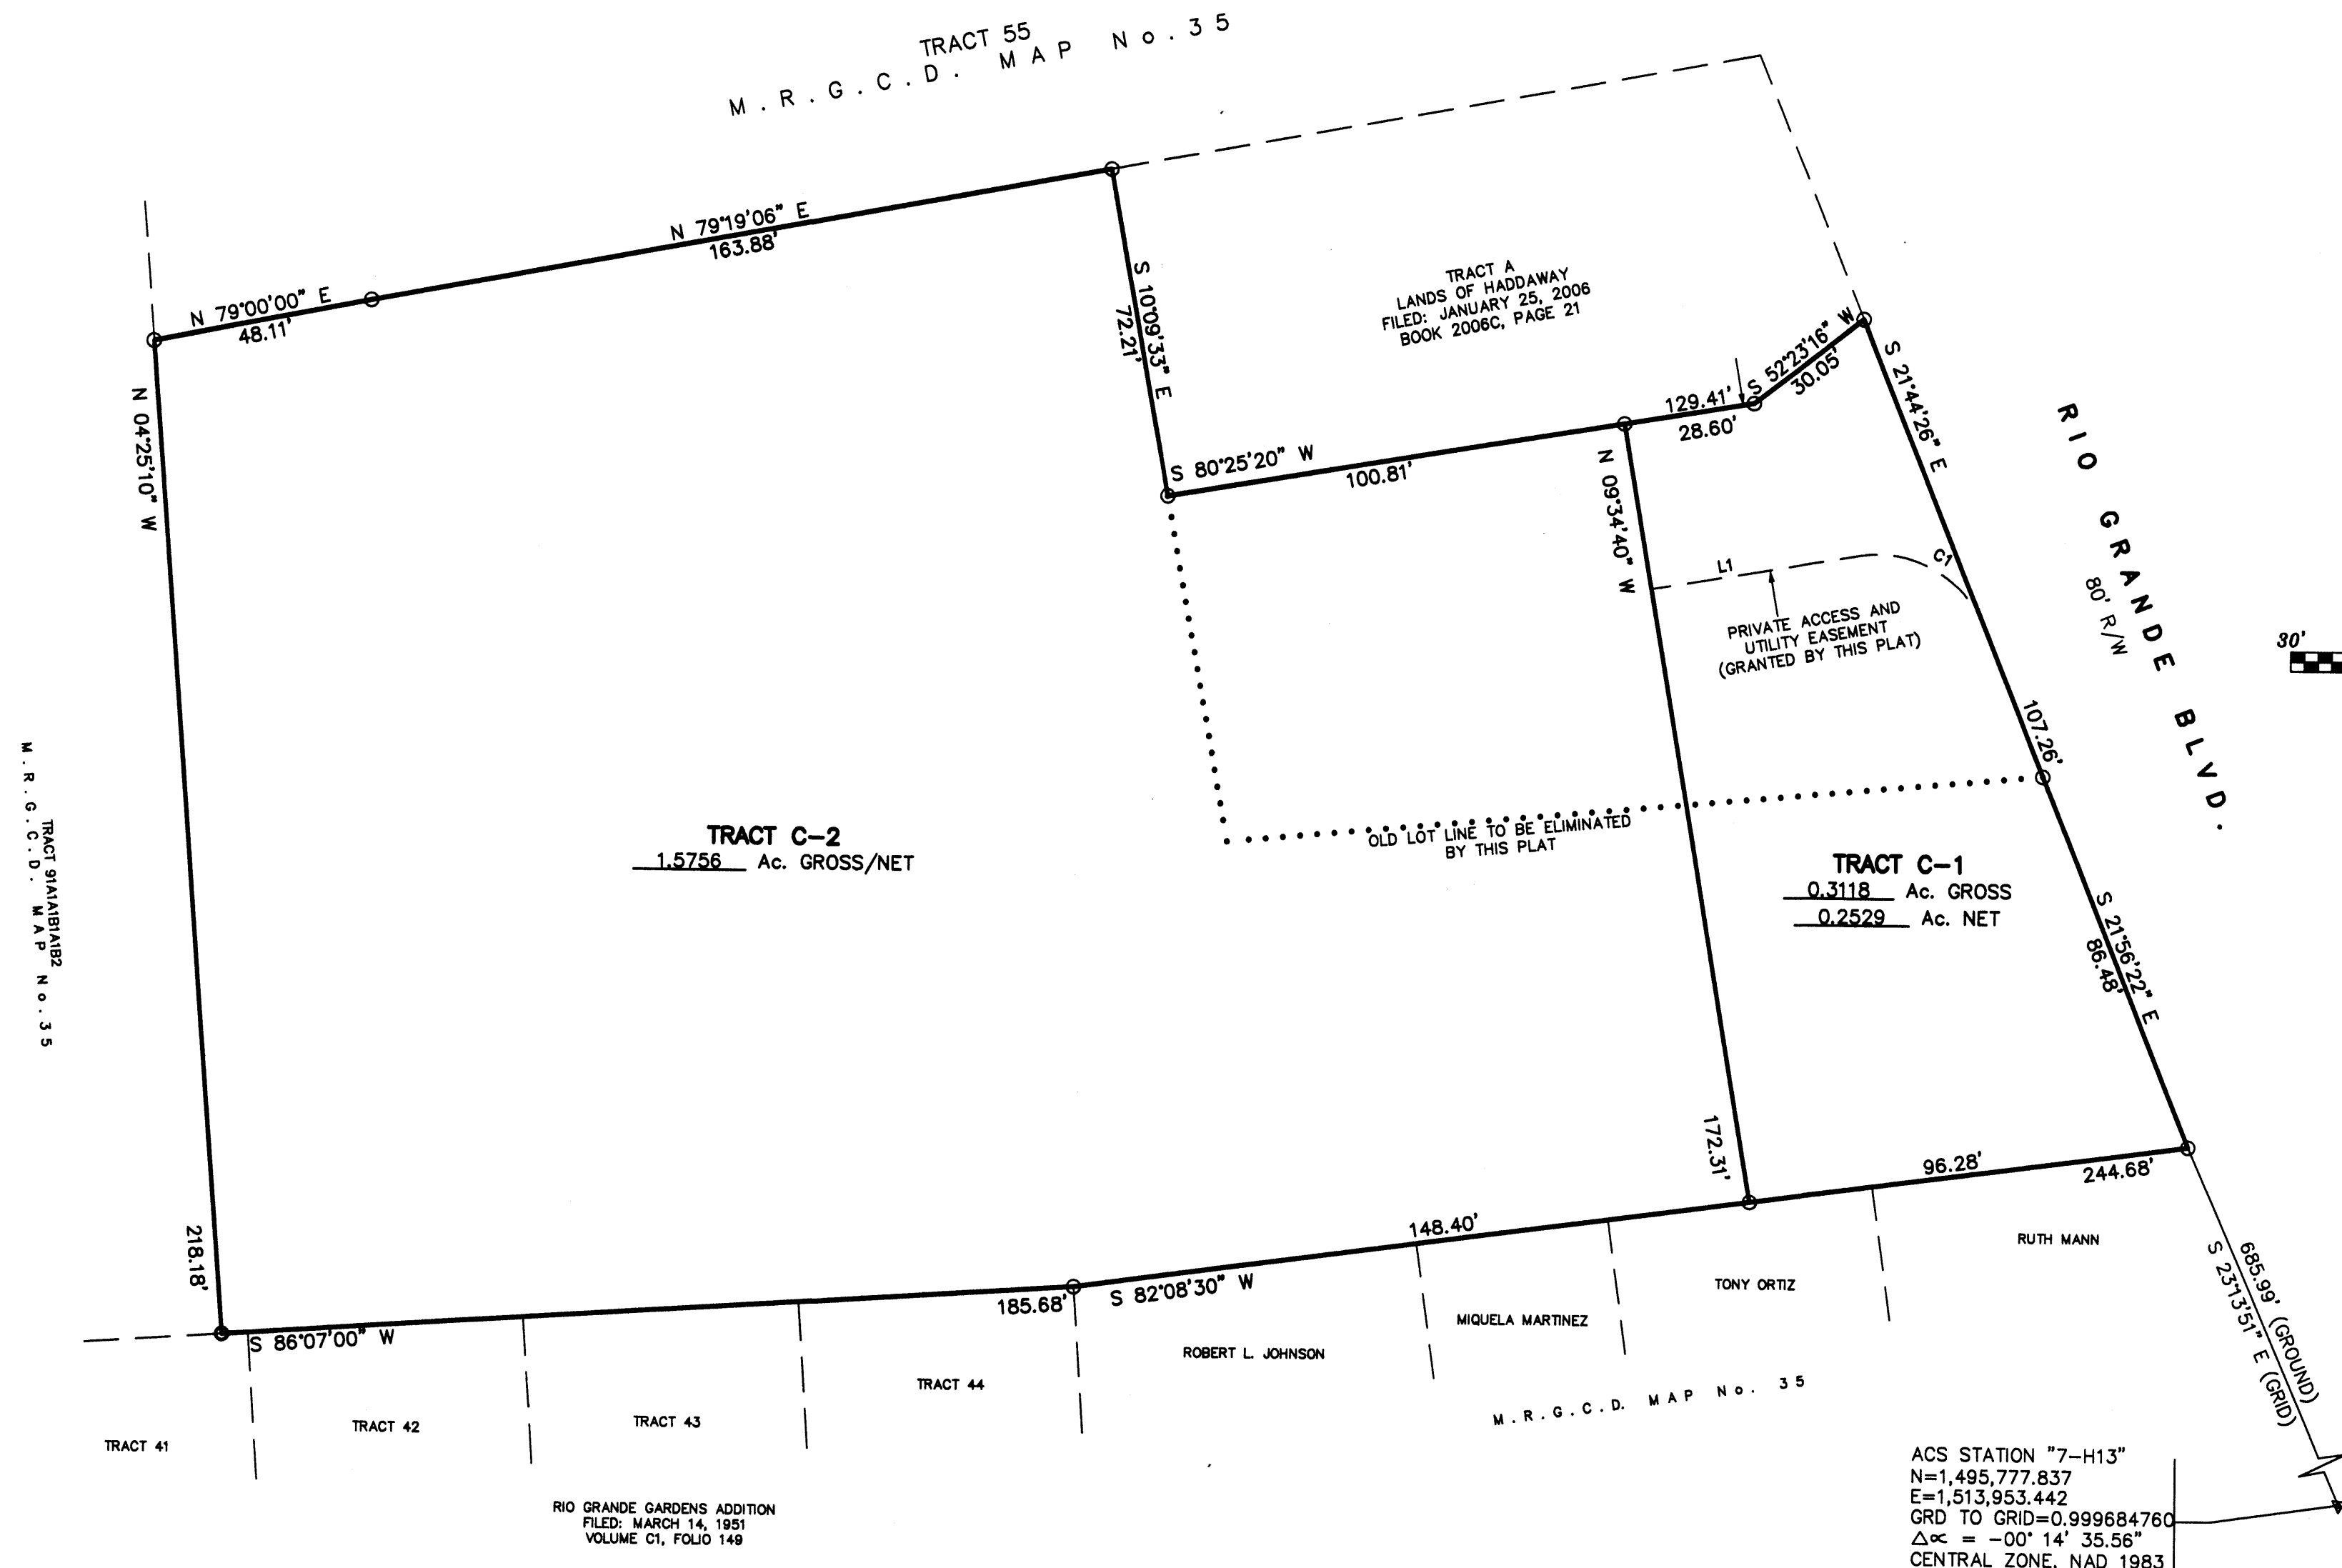 TRACT 55
M.R.G.C.D. MAP No.35
N 79°19'06" E
163.88'
N 79°00'00" E
48.11'
N 04°25'10" W
218.18'
S 10°09'33" E
72.21'
TRACT A
LANDS OF HADDAWAY
FILED: JANUARY 25, 2006
BOOK 2006C, PAGE 21
S 52°23'16" W
30.05'
129.41'
28.60'
S 80°25'20" W
100.81'
S 21°44'26" E
107.26'
N 09°34'40" W
172.31'
L1
C1
PRIVATE ACCESS AND
UTILITY EASEMENT
(GRANTED BY THIS PLAT)
RIO GRANDE BLVD.
80' R/W
30'
TRACT 91A1A1B1A1B2
M.R.G.C.D. MAP No.35
TRACT C-2
1.5756 Ac. GROSS/NET
OLD LOT LINE TO BE ELIMINATED
BY THIS PLAT
TRACT C-1
0.3118 Ac. GROSS
0.2529 Ac. NET
S 21°56'22" E
86.48'
96.28'
244.68'
148.40'
S 82°08'30" W
185.68'
S 86°07'00" W
RUTH MANN
TONY ORTIZ
MIQUELA MARTINEZ
ROBERT L. JOHNSON
TRACT 44
TRACT 43
TRACT 42
TRACT 41
M.R.G.C.D. MAP No. 35
685.99' (GROUND)
S 23°13'51" E (GRID)
RIO GRANDE GARDENS ADDITION
FILED: MARCH 14, 1951
VOLUME C1, FOLIO 149
ACS STATION "7-H13"
N=1,495,777.837
E=1,513,953.442
GRD TO GRID=0.999684760
Δ∝ = -00° 14' 35.56"
CENTRAL ZONE, NAD 1983